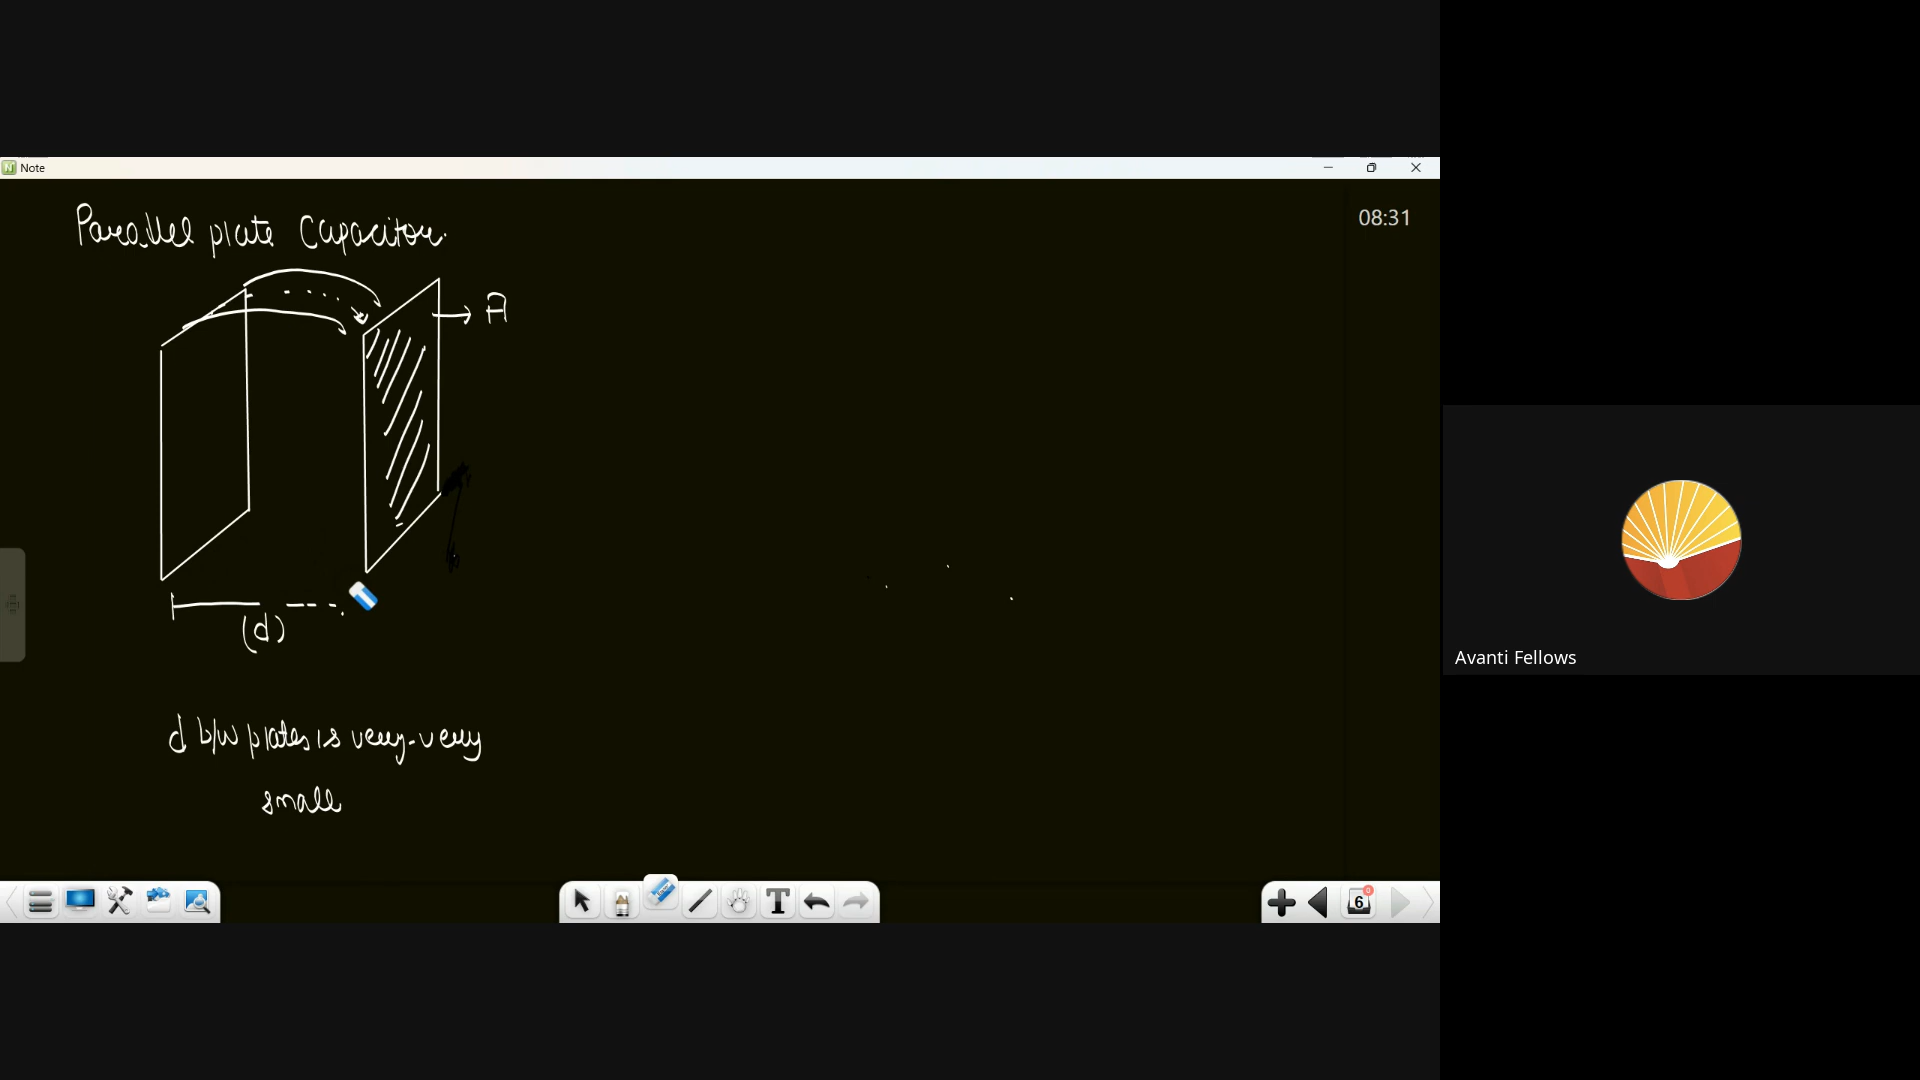 Note
08:31
Parallel plate Capacitor.
A
(d)
d b/w plates is very-very
small
6
Avanti Fellows